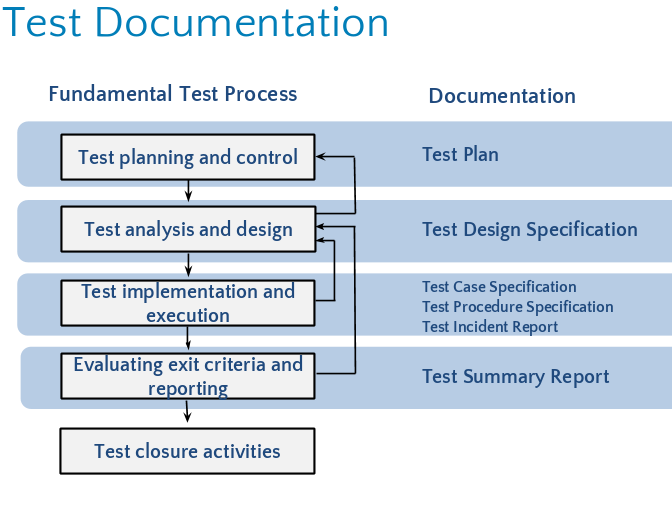 Test Documentation
Fundamental Test Process
Documentation
Test planning and control
Test Plan
Test analysis and design
Test Design Specification
Test implementation and
execution
Test Case Specification
Test Procedure Specification
Test Incident Report
Evaluating exit criteria and
reporting
Test Summary Report
Test closure activities